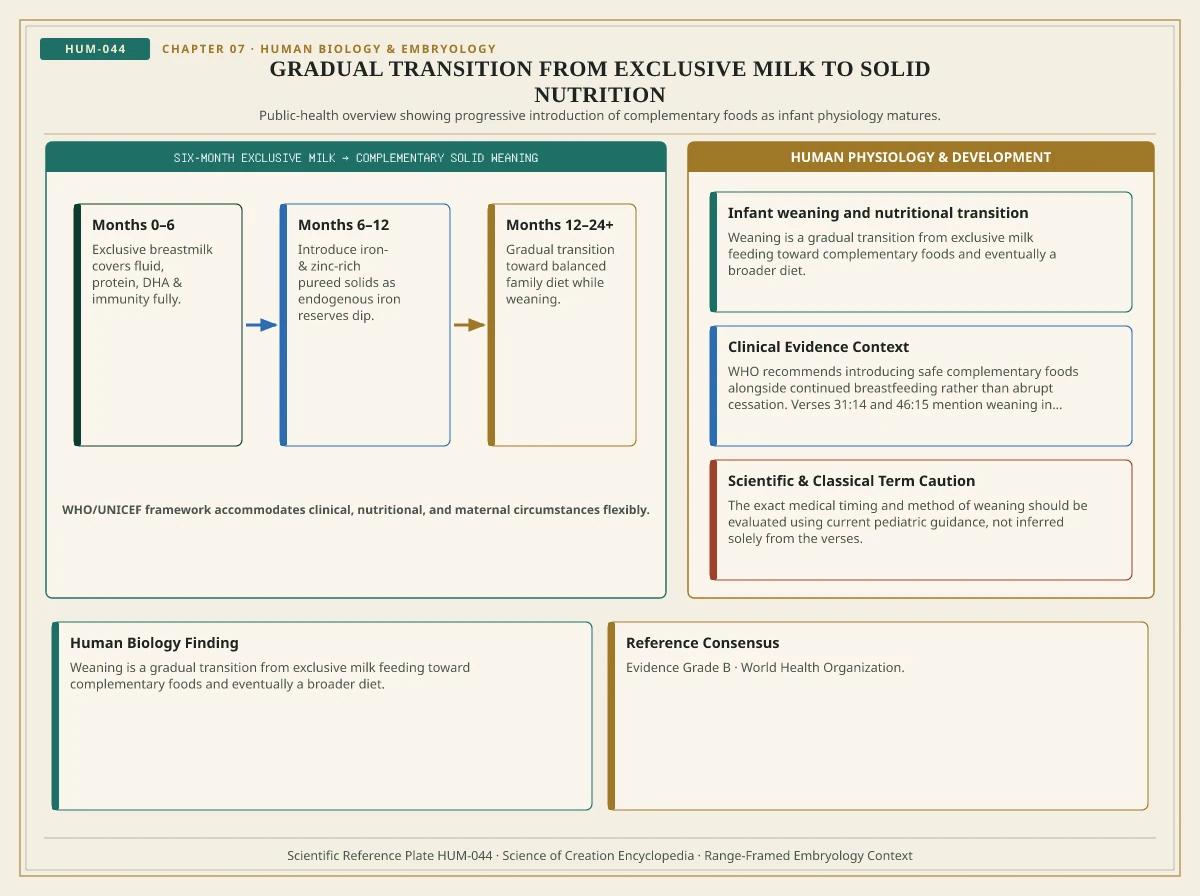 HUM-044
CHAPTER 07 · HUMAN BIOLOGY & EMBRYOLOGY
GRADUAL TRANSITION FROM EXCLUSIVE MILK TO SOLID
NUTRITION
Public-health overview showing progressive introduction of complementary foods as infant physiology matures.
SIX-MONTH EXCLUSIVE MILK → COMPLEMENTARY SOLID WEANING
Months 0–6
Exclusive breastmilk
covers fluid,
protein, DHA &
immunity fully.
Months 6–12
Introduce iron-
& zinc-rich
pureed solids as
endogenous iron
reserves dip.
Months 12–24+
Gradual transition
toward balanced
family diet while
weaning.
WHO/UNICEF framework accommodates clinical, nutritional, and maternal circumstances flexibly.
HUMAN PHYSIOLOGY & DEVELOPMENT
Infant weaning and nutritional transition
Weaning is a gradual transition from exclusive milk
feeding toward complementary foods and eventually a
broader diet.
Clinical Evidence Context
WHO recommends introducing safe complementary foods
alongside continued breastfeeding rather than abrupt
cessation. Verses 31:14 and 46:15 mention weaning in...
Scientific & Classical Term Caution
The exact medical timing and method of weaning should be
evaluated using current pediatric guidance, not inferred
solely from the verses.
Human Biology Finding
Weaning is a gradual transition from exclusive milk feeding toward
complementary foods and eventually a broader diet.
Reference Consensus
Evidence Grade B · World Health Organization.
Scientific Reference Plate HUM-044 · Science of Creation Encyclopedia · Range-Framed Embryology Context